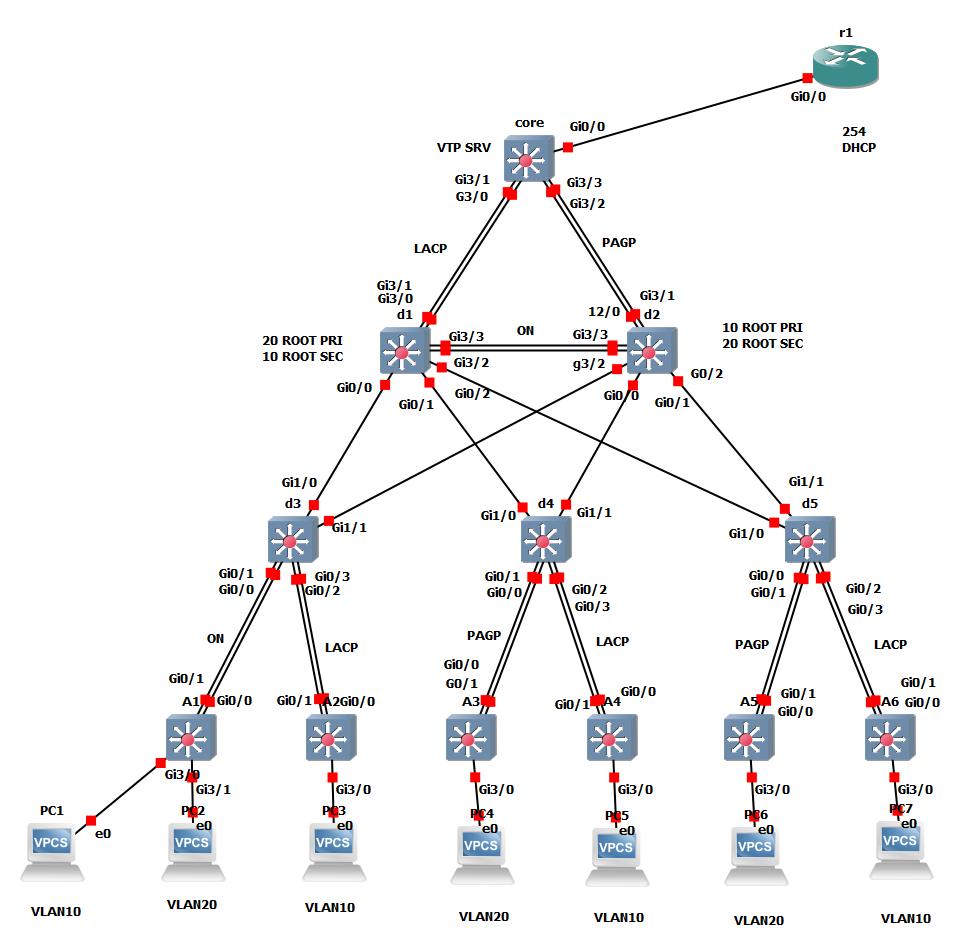 r1
Gi0/0
254
DHCP
core
Gi0/0
VTP SRV
Gi3/1
G3/0
Gi3/3
Gi3/2
LACP
PAGP
Gi3/1
Gi3/0
d1
Gi3/1
12/0
d2
ON
Gi3/3
Gi3/3
Gi3/2
g3/2
20 ROOT PRI
10 ROOT SEC
10 ROOT PRI
20 ROOT SEC
Gi0/0
Gi0/1
Gi0/2
Gi0/0
Gi0/1
G0/2
Gi1/0
d3
Gi1/1
Gi1/0
d4
Gi1/1
Gi1/1
d5
Gi1/0
Gi0/1
Gi0/0
Gi0/3
Gi0/2
Gi0/1
Gi0/0
Gi0/2
Gi0/3
Gi0/0
Gi0/1
Gi0/2
Gi0/3
ON
LACP
PAGP
LACP
PAGP
LACP
Gi0/1
A1
Gi0/0
Gi0/1
A2
Gi0/0
Gi0/0
G0/1
A3
Gi0/1
A4
Gi0/0
A5
Gi0/1
Gi0/0
A6
Gi0/1
Gi0/0
Gi3/0
Gi3/1
Gi3/0
Gi3/0
Gi3/0
Gi3/0
Gi3/0
PC1
e0
VPCS
PC2
e0
VPCS
PC3
e0
VPCS
PC4
e0
VPCS
PC5
e0
VPCS
PC6
e0
VPCS
PC7
e0
VPCS
VLAN10
VLAN20
VLAN10
VLAN20
VLAN10
VLAN20
VLAN10